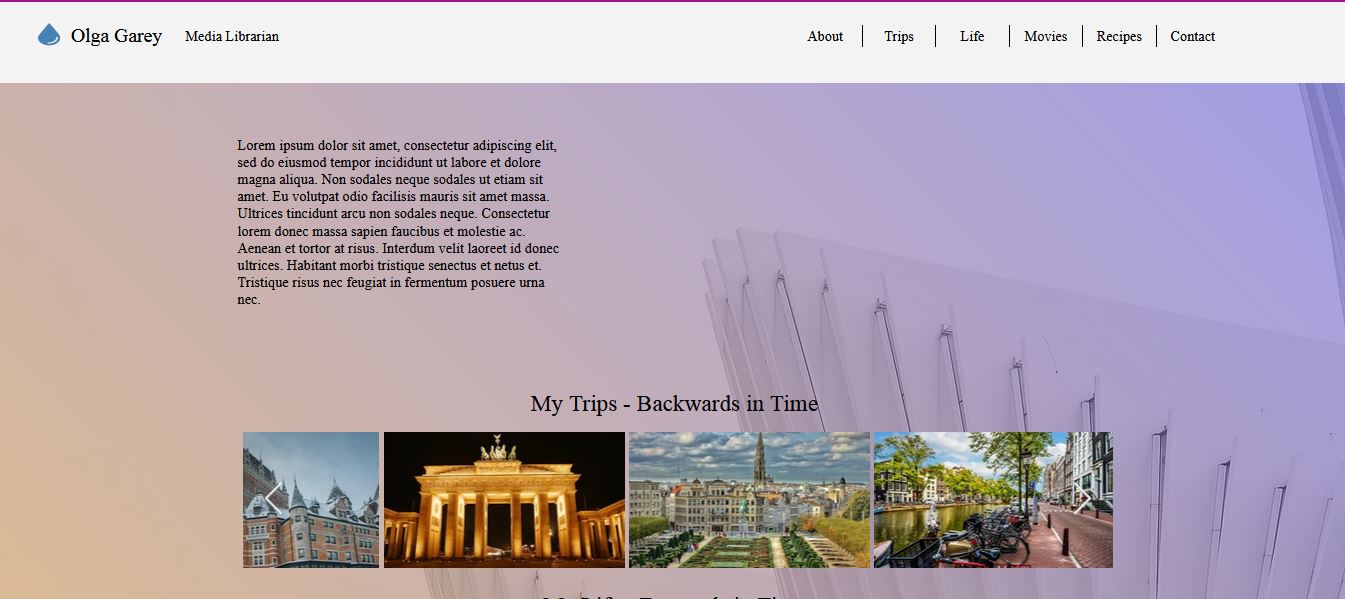 Olga Garey Media Librarian About Trips Life Movies Recipes Contact
Lorem ipsum dolor sit amet, consectetur adipiscing elit,
sed do eiusmod tempor incididunt ut labore et dolore
magna aliqua. Non sodales neque sodales ut etiam sit
amet. Eu volutpat odio facilisis mauris sit amet massa.
Ultrices tincidunt arcu non sodales neque. Consectetur
lorem donec massa sapien faucibus et molestie ac.
Aenean et tortor at risus. Interdum velit laoreet id donec
ultrices. Habitant morbi tristique senectus et netus et.
Tristique risus nec feugiat in fermentum posuere urna
nec.
My Trips - Backwards in Time